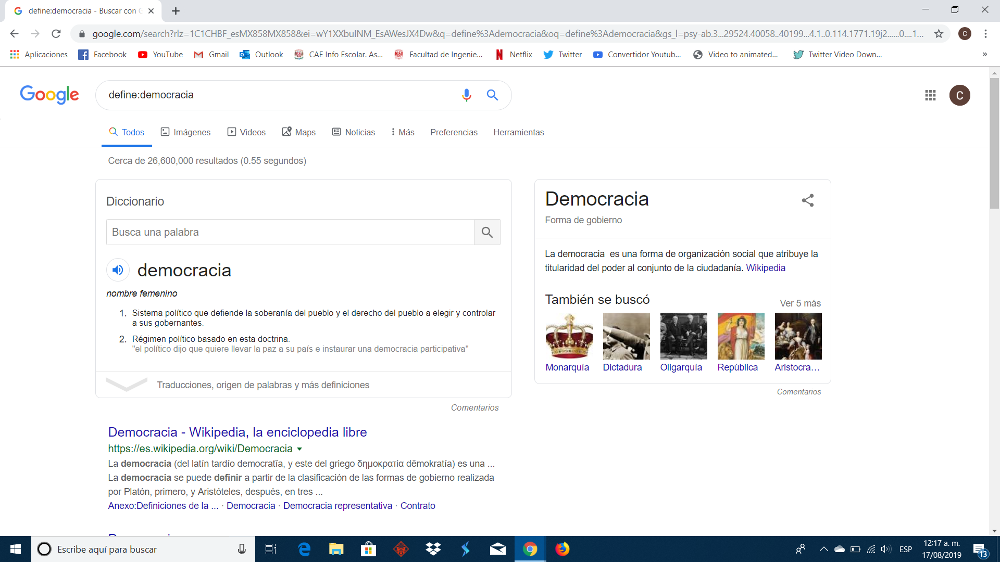 define:democracia - Buscar con G
google.com/search?rlz=1C1CHBF_esMX858MX858&ei=wY1XXbuINM_EsAWesJX4Dw&q=define%3Ademocracia&oq=define%3Ademocracia&gs_l=psy-ab.3...29524.40058..40199...4.1..0.114.1771.19j2......0....1...
C
Aplicaciones Facebook YouTube Gmail Outlook CAE Info Escolar. As... Facultad de Ingenie... Netflix Twitter Convertidor Youtub... Video to animated... Twitter Video Down... »
Google
define:democracia
C
Todos Imágenes Videos Maps Noticias Más Preferencias Herramientas
Cerca de 26,600,000 resultados (0.55 segundos)
Diccionario
Busca una palabra
democracia
nombre femenino
1. Sistema político que defiende la soberanía del pueblo y el derecho del pueblo a elegir y controlar
a sus gobernantes.
2. Régimen político basado en esta doctrina.
"el político dijo que quiere llevar la paz a su país e instaurar una democracia participativa"
Traducciones, origen de palabras y más definiciones
Comentarios
Democracia - Wikipedia, la enciclopedia libre
https://es.wikipedia.org/wiki/Democracia
La democracia (del latín tardío democratĭa, y este del griego δημοκρατία dēmokratía) es una ...
La democracia se puede definir a partir de la clasificación de las formas de gobierno realizada
por Platón, primero, y Aristóteles, después, en tres ...
Anexo:Definiciones de la ... · Democracia · Democracia representativa · Contrato
Democracia
Forma de gobierno
La democracia es una forma de organización social que atribuye la
titularidad del poder al conjunto de la ciudadanía. Wikipedia
También se buscó
Ver 5 más
Monarquía Dictadura Oligarquía República Aristocra...
Comentarios
Escribe aquí para buscar
ESP
12:17 a. m.
17/08/2019
13